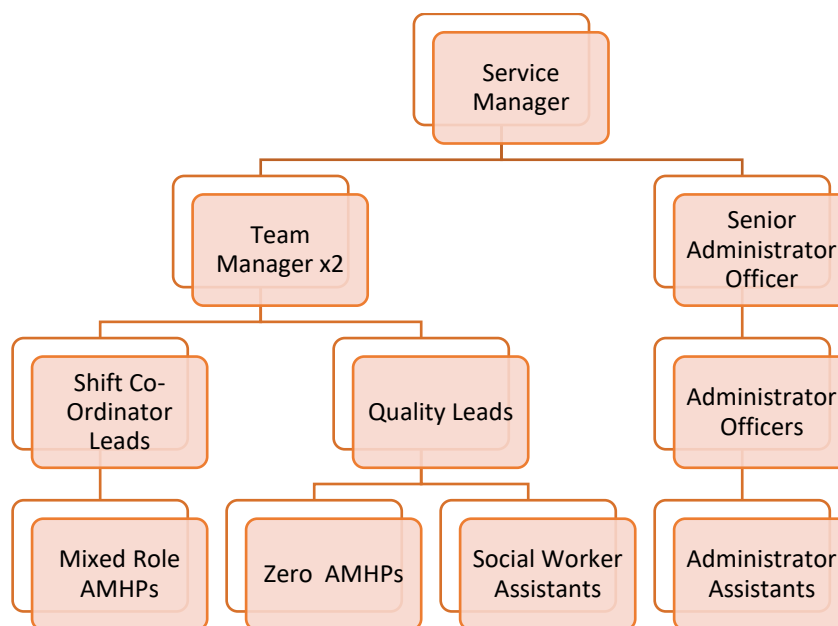 Service
Manager
Team
Manager x2
Senior
Administrator
Officer
Shift Co-
Ordinator
Leads
Quality Leads
Administrator
Officers
Mixed Role
AMHPs
Zero  AMHPs
Social Worker
Assistants
Administrator
Assistants